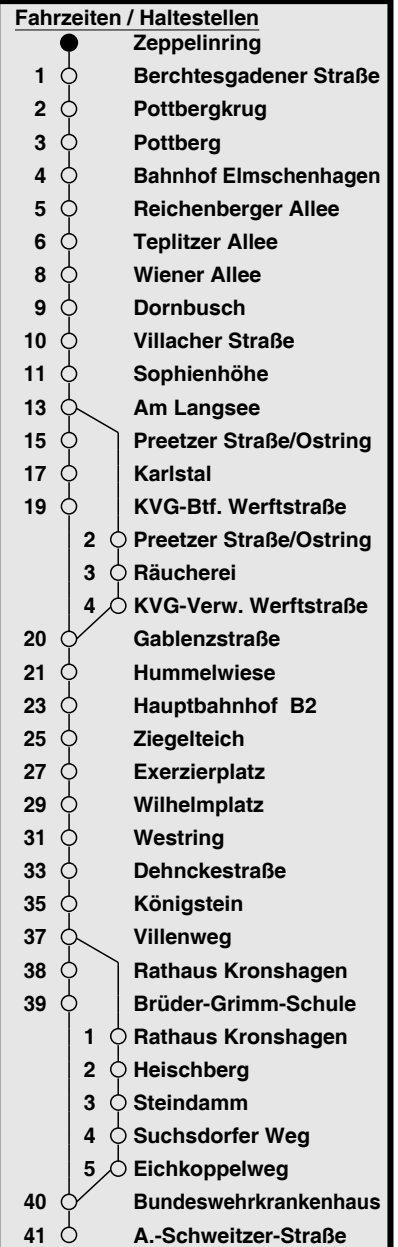 Fahrzeiten / Haltestellen
Zeppelinring
1 Berchtesgadener Straße
2 Pottbergkrug
3 Pottberg
4 Bahnhof Elmschenhagen
5 Reichenberger Allee
6 Teplitzer Allee
8 Wiener Allee
9 Dornbusch
10 Villacher Straße
11 Sophienhöhe
13 Am Langsee
15 Preetzer Straße/Ostring
17 Karlstal
19 KVG-Btf. Werftstraße
2 Preetzer Straße/Ostring
3 Räucherei
4 KVG-Verw. Werftstraße
20 Gablenzstraße
21 Hummelwiese
23 Hauptbahnhof B2
25 Ziegelteich
27 Exerzierplatz
29 Wilhelmplatz
31 Westring
33 Dehnckestraße
35 Königstein
37 Villenweg
38 Rathaus Kronshagen
39 Brüder-Grimm-Schule
1 Rathaus Kronshagen
2 Heischberg
3 Steindamm
4 Suchsdorfer Weg
5 Eichkoppelweg
40 Bundeswehrkrankenhaus
41 A.-Schweitzer-Straße